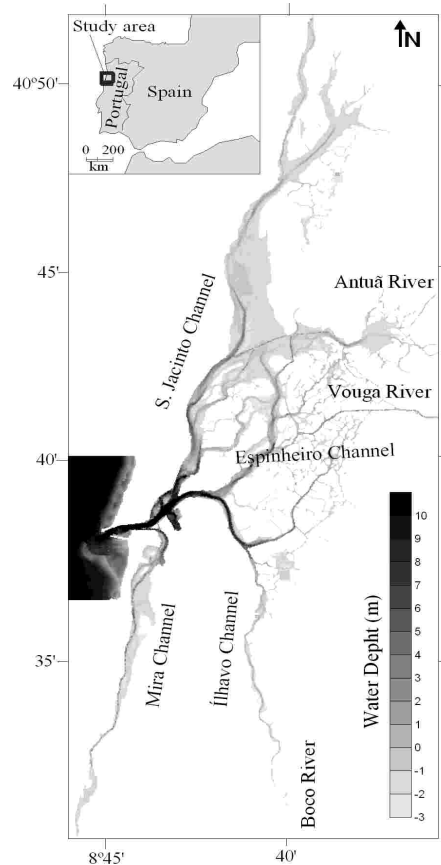 Study area
N
40º50'
Portugal
Spain
0 200
km
45'
Antuã River
S. Jacinto Channel
Vouga River
40'
Espinheiro Channel
Water Depht (m)
10
9
8
7
6
5
4
3
2
1
0
-1
-2
-3
35'
Mira Channel
Ílhavo Channel
Boco River
8º45'
40'